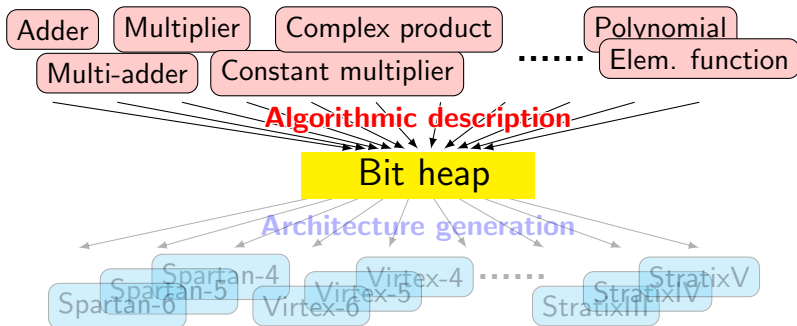 Adder
Multiplier
Complex product
Polynomial
Multi-adder
Constant multiplier
......
Elem. function
Algorithmic description
Bit heap
Architecture generation
Spartan-4
Spartan-5
Spartan-6
Virtex-4
Virtex-5
Virtex-6
......
StratixV
StratixIV
StratixIII